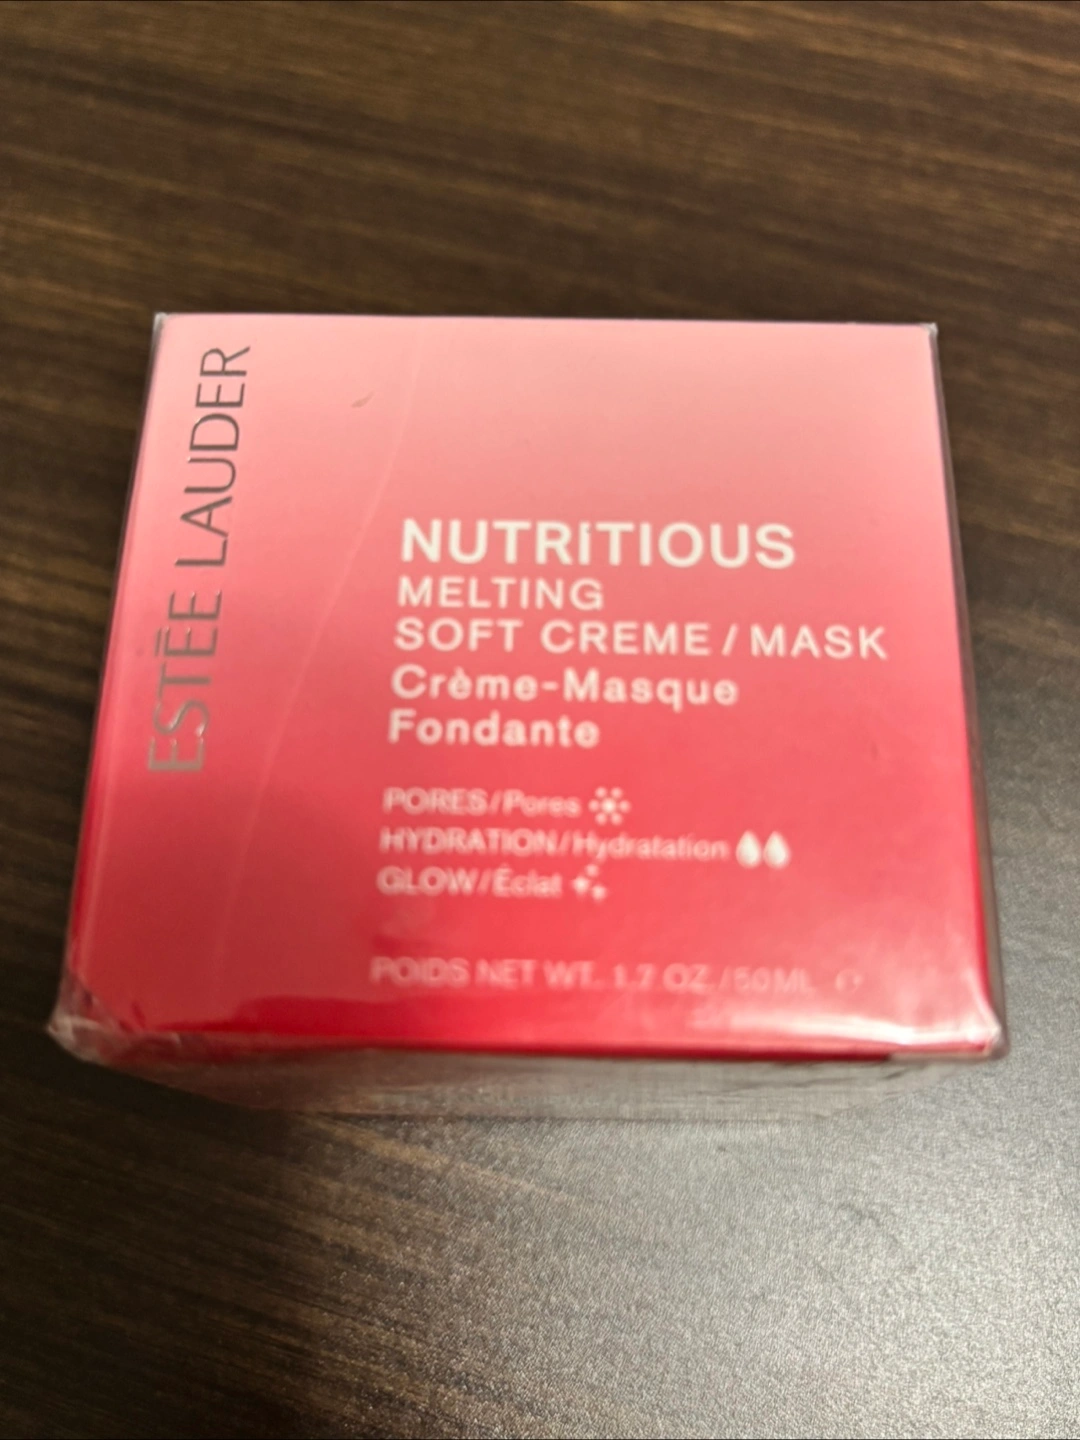 ESTĒE LAUDER
NUTRITIOUS
MELTING
SOFT CREME / MASK
Crème-Masque
Fondante
PORES/Pores
HYDRATION/Hydratation
GLOW/Éclat
POIDS NET WT. 1.7 OZ./50ML ℮